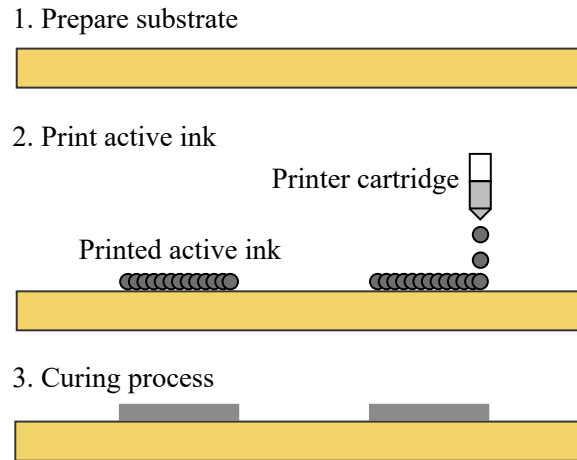 1. Prepare substrate
2. Print active ink
Printer cartridge
Printed active ink
3. Curing process